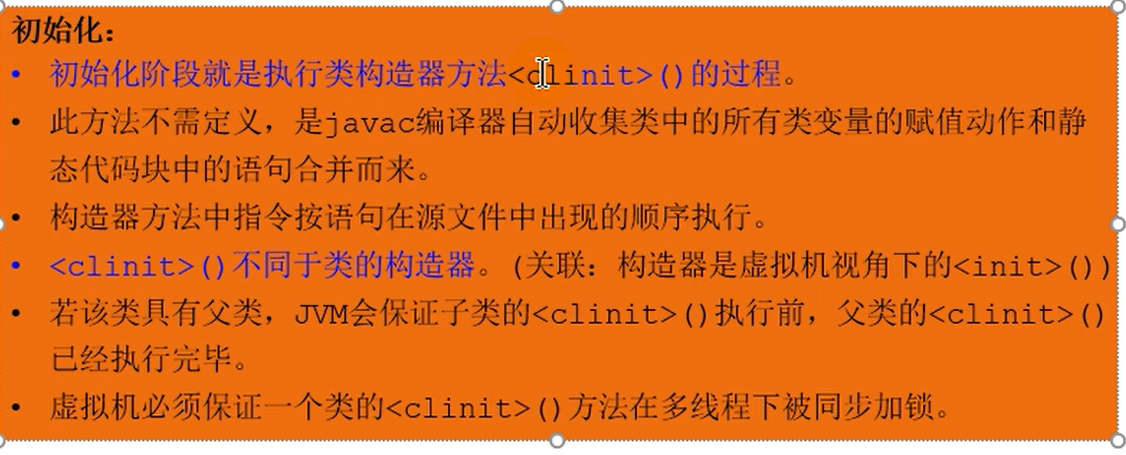 初始化：
• 初始化阶段就是执行类构造器方法<clinit>()的过程。
• 此方法不需定义，是javac编译器自动收集类中的所有类变量的赋值动作和静
态代码块中的语句合并而来。
• 构造器方法中指令按语句在源文件中出现的顺序执行。
• <clinit>()不同于类的构造器。(关联：构造器是虚拟机视角下的<init>())
• 若该类具有父类，JVM会保证子类的<clinit>()执行前，父类的<clinit>()
已经执行完毕。
• 虚拟机必须保证一个类的<clinit>()方法在多线程下被同步加锁。